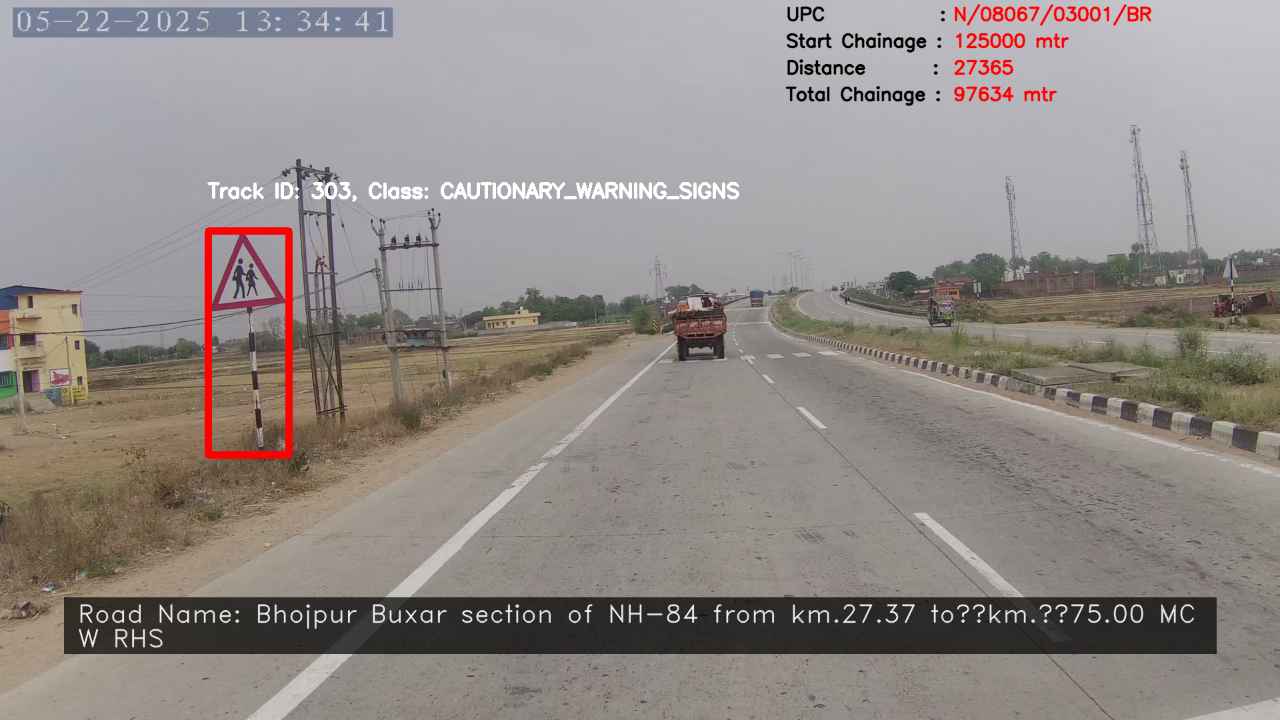 05-22-2025 13:34:41
UPC : N/08067/03001/BR
Start Chainage : 125000 mtr
Distance : 27365
Total Chainage : 97634 mtr
Track ID: 303, Class: CAUTIONARY_WARNING_SIGNS
Road Name: Bhojpur Buxar section of NH-84 from km.27.37 to??km.??75.00 MC
W RHS